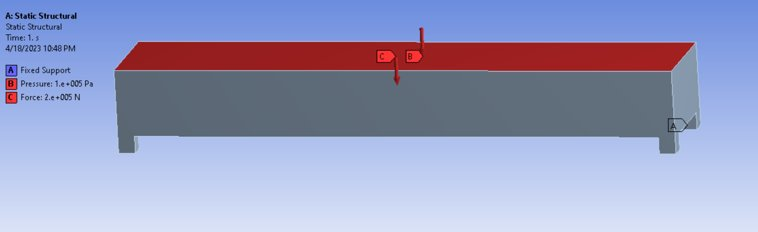 A: Static Structural
Static Structural
Time: 1. s
4/18/2023 10:48 PM
A Fixed Support
B Pressure: 1.e+005 Pa
C Force: 2.e+005 N
C B
A